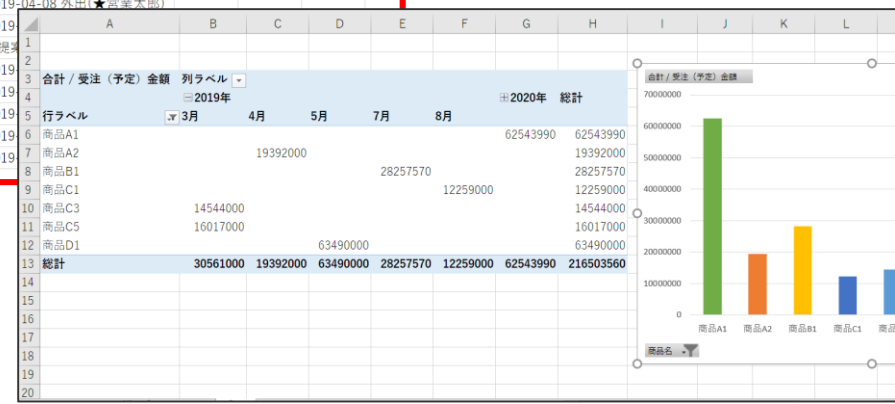 19-04-08 外出(★営業太郎)
019-
提案
019-
019-
019-
019-
019-
A B C D E F G H I J K L
1
2
3 合計 / 受注（予定）金額 列ラベル
4 2019年 2020年 総計
5 行ラベル 3月 4月 5月 7月 8月
6 商品A1 62543990 62543990
7 商品A2 19392000 19392000
8 商品B1 28257570 28257570
9 商品C1 12259000 12259000
10 商品C3 14544000 14544000
11 商品C5 16017000 16017000
12 商品D1 63490000 63490000
13 総計 30561000 19392000 63490000 28257570 12259000 62543990 216503560
14
15
16
17
18
19
20
合計 / 受注（予定）金額
70000000
60000000
50000000
40000000
30000000
20000000
10000000
0
商品A1 商品A2 商品B1 商品C1 商品
商品名